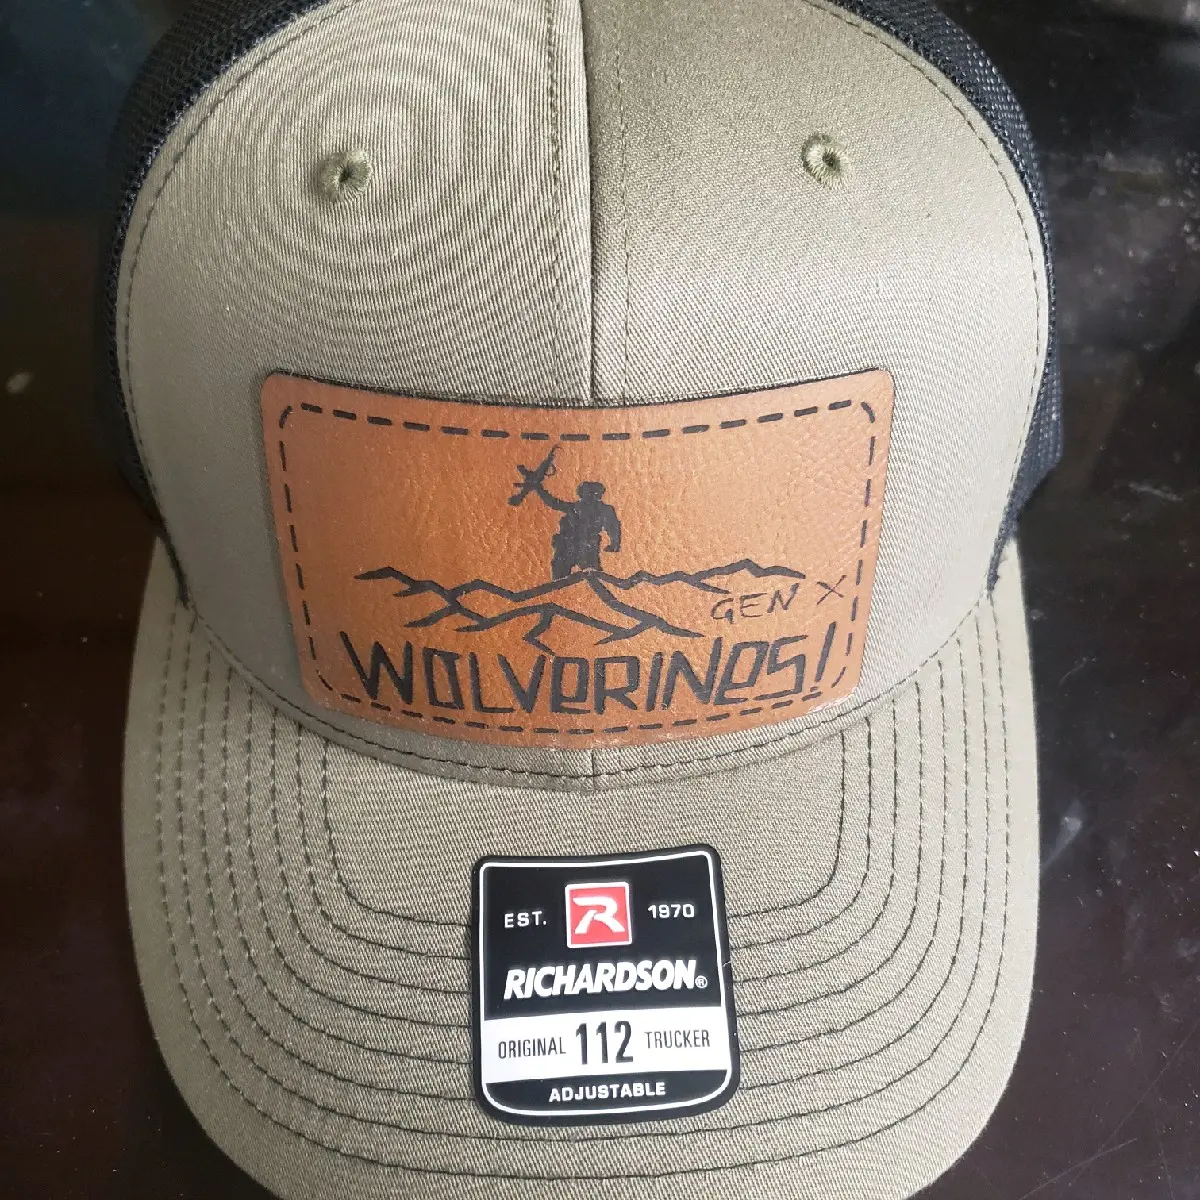 GEN X
WOLVERINES!
EST. R 1970
RICHARDSON®
ORIGINAL 112 TRUCKER
ADJUSTABLE